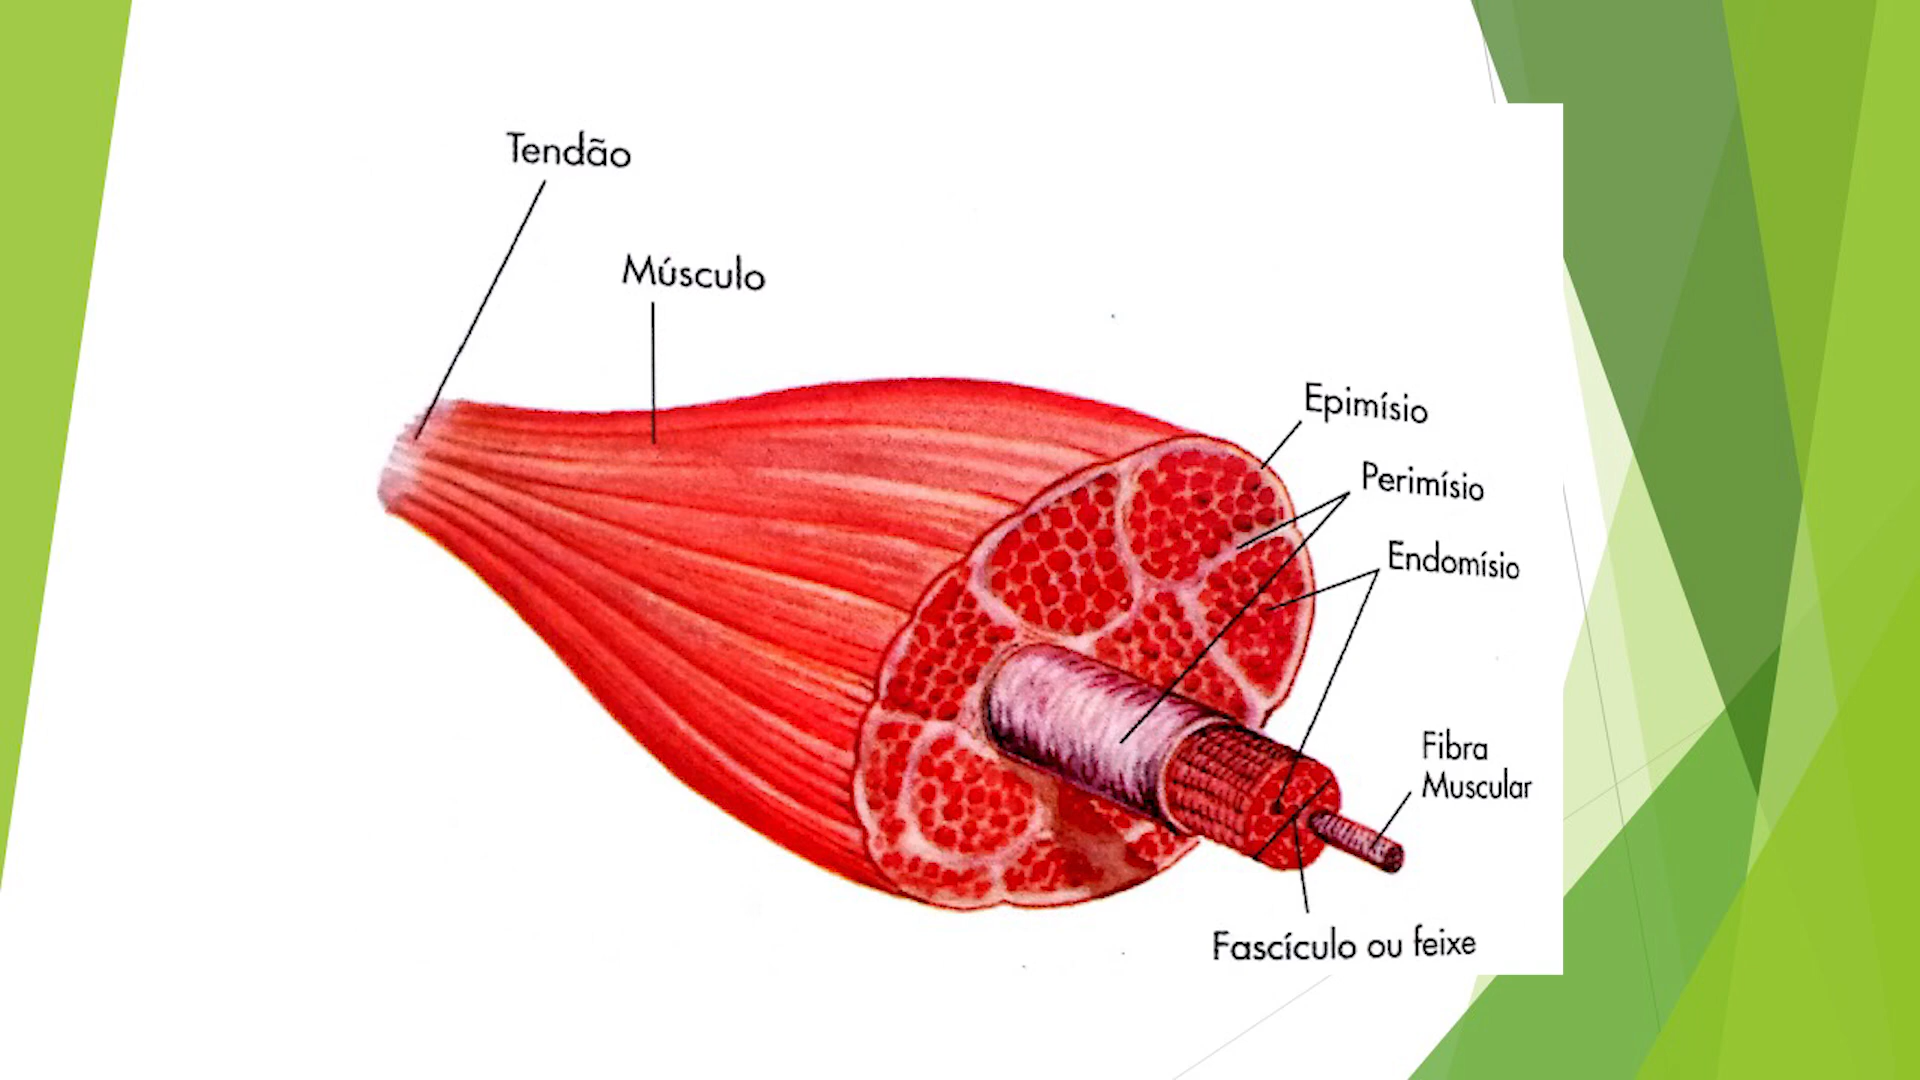 Tendão
Músculo
Epimísio
Perimísio
Endomísio
Fibra
Muscular
Fascículo ou feixe